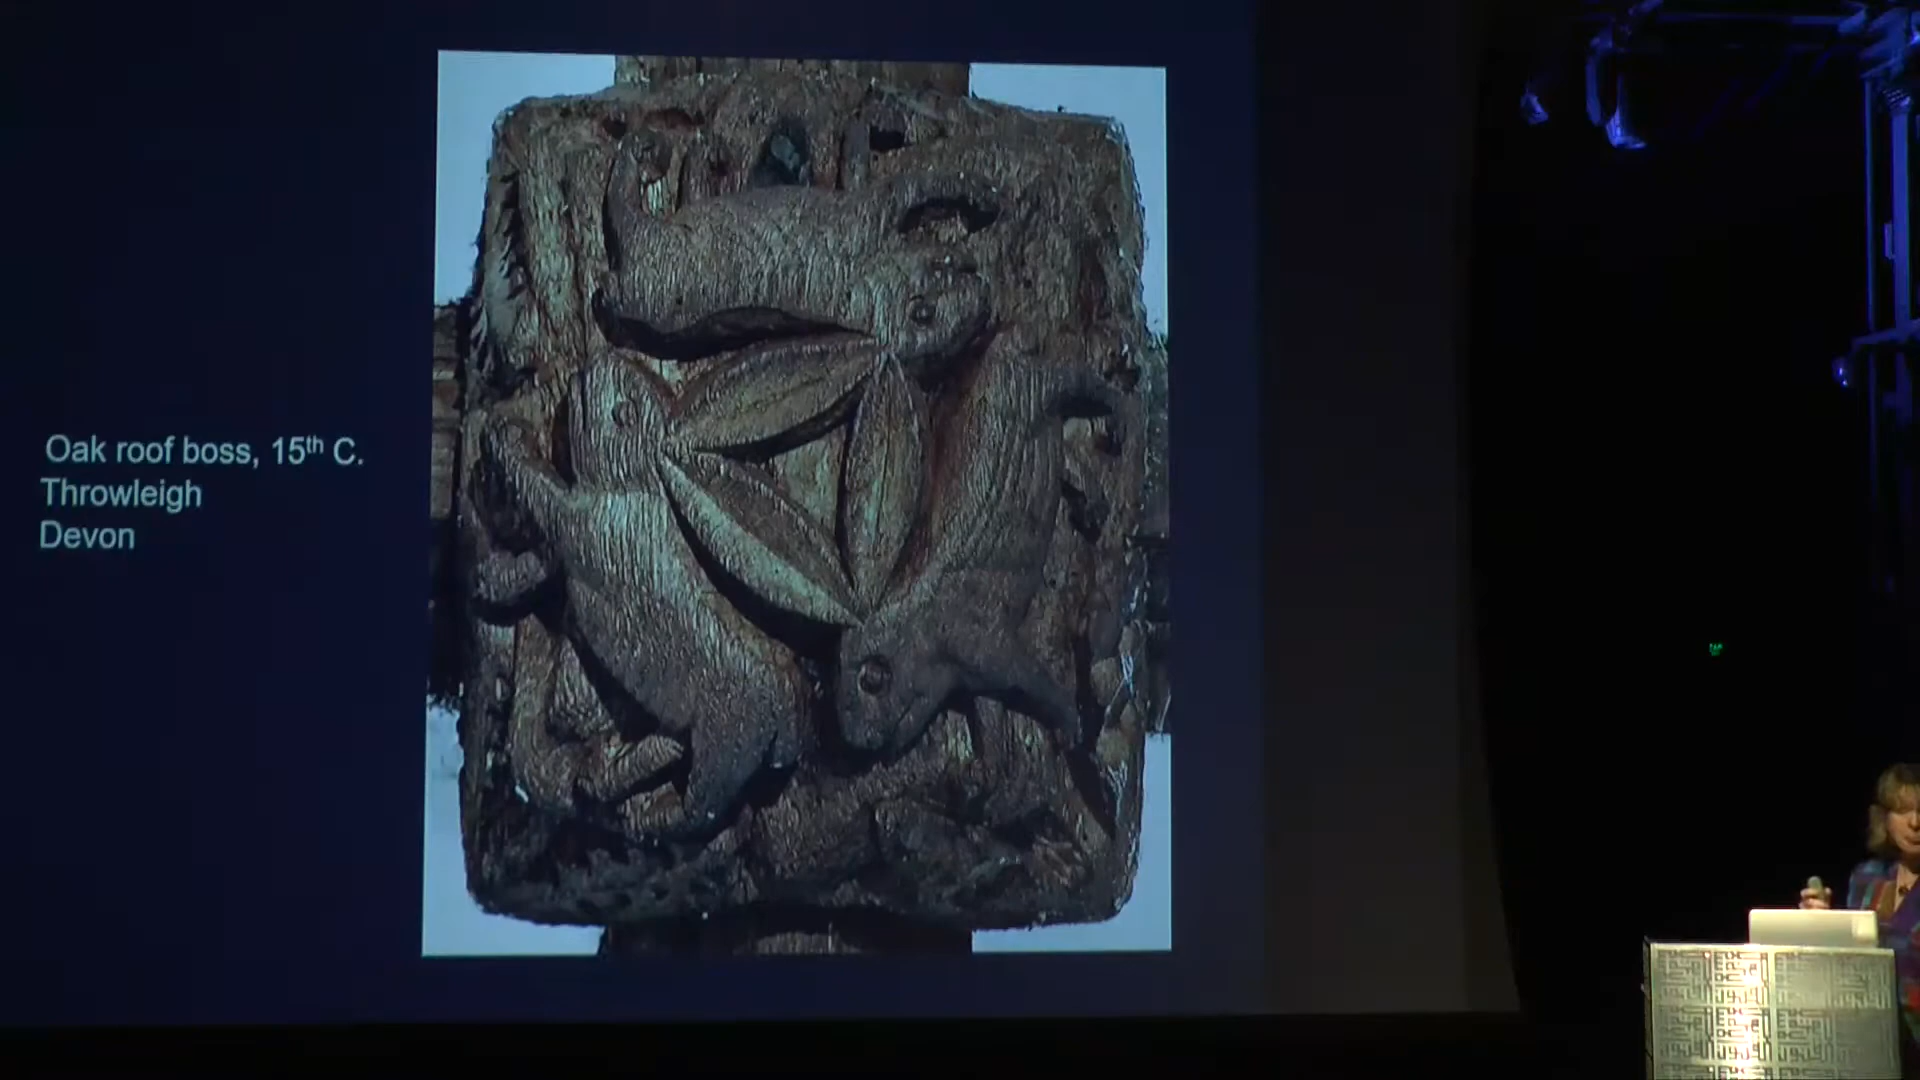 Oak roof boss, 15th C.
Throwleigh
Devon